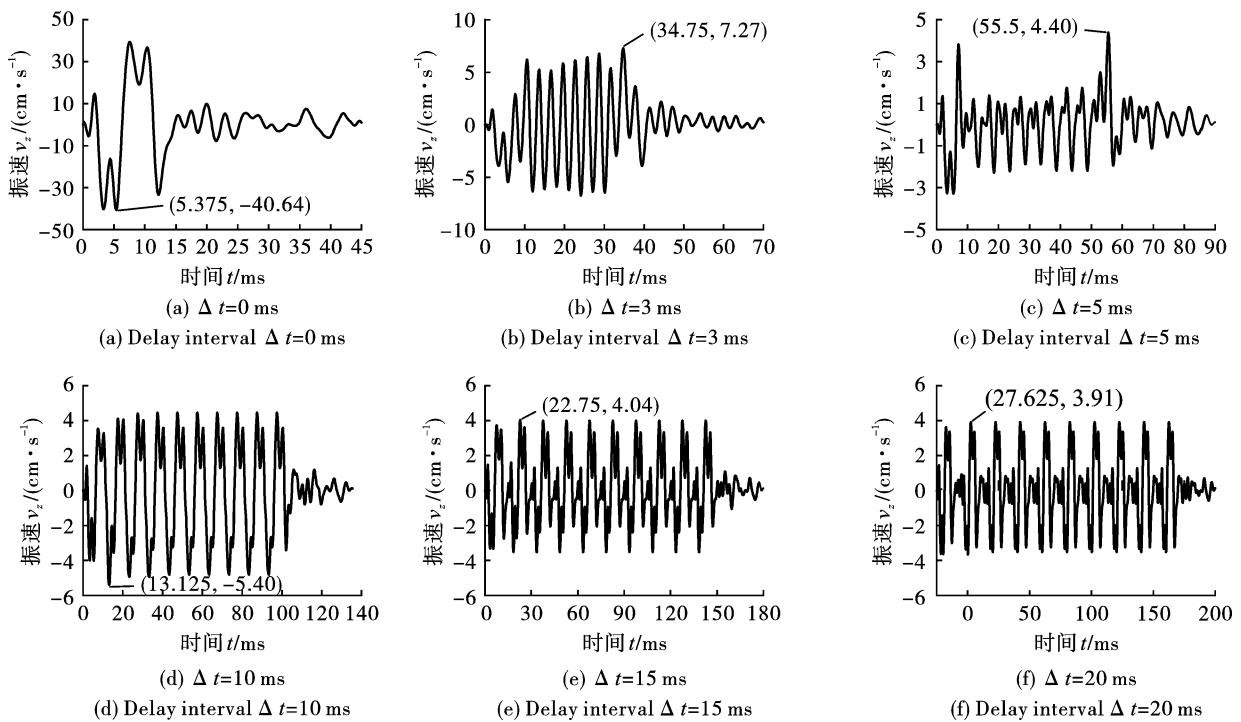 振速 v_z/(cm·s⁻¹)
50
30
10
−10
−30
−50
(5.375, −40.64)
0 5 10 15 20 25 30 35 40 45
时间 t/ms
(a) Δ t=0 ms
(a) Delay interval Δ t=0 ms
振速 v_z/(cm·s⁻¹)
10
5
0
−5
−10
(34.75, 7.27)
0 10 20 30 40 50 60 70
时间 t/ms
(b) Δ t=3 ms
(b) Delay interval Δ t=3 ms
振速 v_z/(cm·s⁻¹)
5
3
1
−1
−3
−5
(55.5, 4.40)
0 10 20 30 40 50 60 70 80 90
时间 t/ms
(c) Δ t=5 ms
(c) Delay interval Δ t=5 ms
振速 v_z/(cm·s⁻¹)
6
4
2
0
−2
−4
−6
(13.125, −5.40)
0 20 40 60 80 100 120 140
时间 t/ms
(d) Δ t=10 ms
(d) Delay interval Δ t=10 ms
振速 v_z/(cm·s⁻¹)
6
4
2
0
−2
−4
−6
(22.75, 4.04)
0 30 60 90 120 150 180
时间 t/ms
(e) Δ t=15 ms
(e) Delay interval Δ t=15 ms
振速 v_z/(cm·s⁻¹)
6
4
2
0
−2
−4
−6
(27.625, 3.91)
0 50 100 150 200
时间 t/ms
(f) Δ t=20 ms
(f) Delay interval Δ t=20 ms